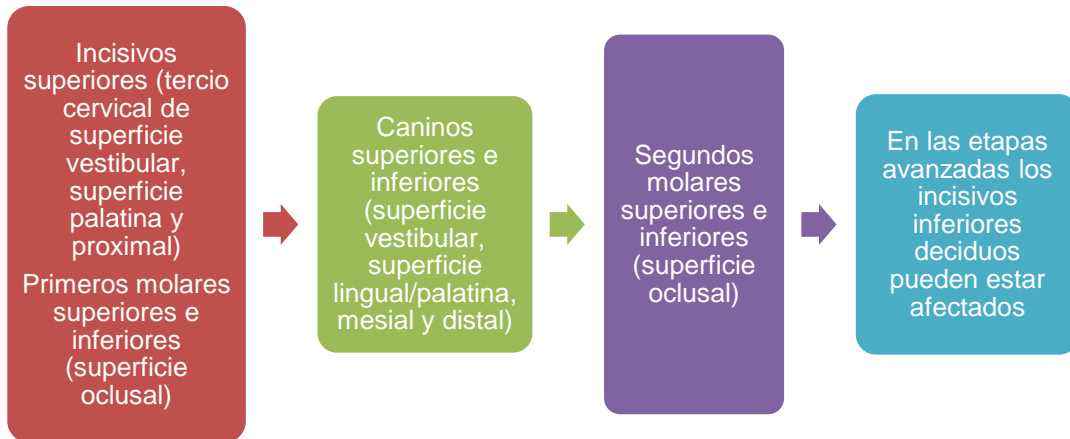 Incisivos
superiores (tercio
cervical de
superficie
vestibular,
superficie
palatina y
proximal)
Primeros molares
superiores e
inferiores
(superficie
oclusal)
Caninos
superiores e
inferiores
(superficie
vestibular,
superficie
lingual/palatina,
mesial y distal)
Segundos
molares
superiores e
inferiores
(superficie
oclusal)
En las etapas
avanzadas los
incisivos
inferiores
deciduos
pueden estar
afectados